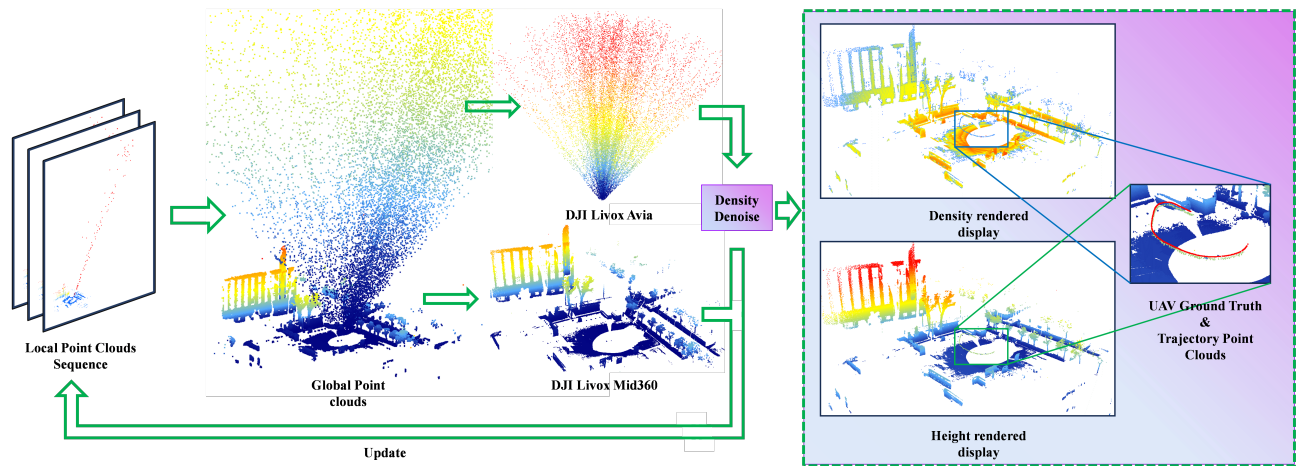 Local Point Clouds
Sequence
Global Point
clouds
DJI Livox Avia
DJI Livox Mid360
Density
Denoise
Update
Density rendered
display
Height rendered
display
UAV Ground Truth
&
Trajectory Point
Clouds